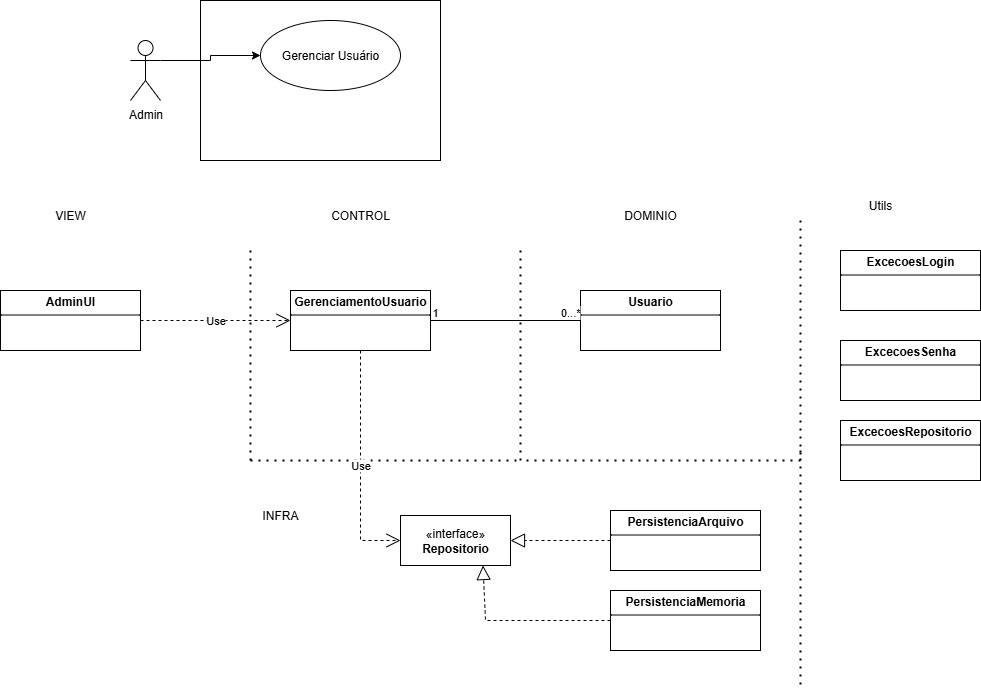 Gerenciar Usuário
Admin
VIEW
CONTROL
DOMINIO
Utils
ExcecoesLogin
AdminUI
Use
GerenciamentoUsuario
1
0...*
Usuario
ExcecoesSenha
ExcecoesRepositorio
Use
INFRA
«interface»
Repositorio
PersistenciaArquivo
PersistenciaMemoria